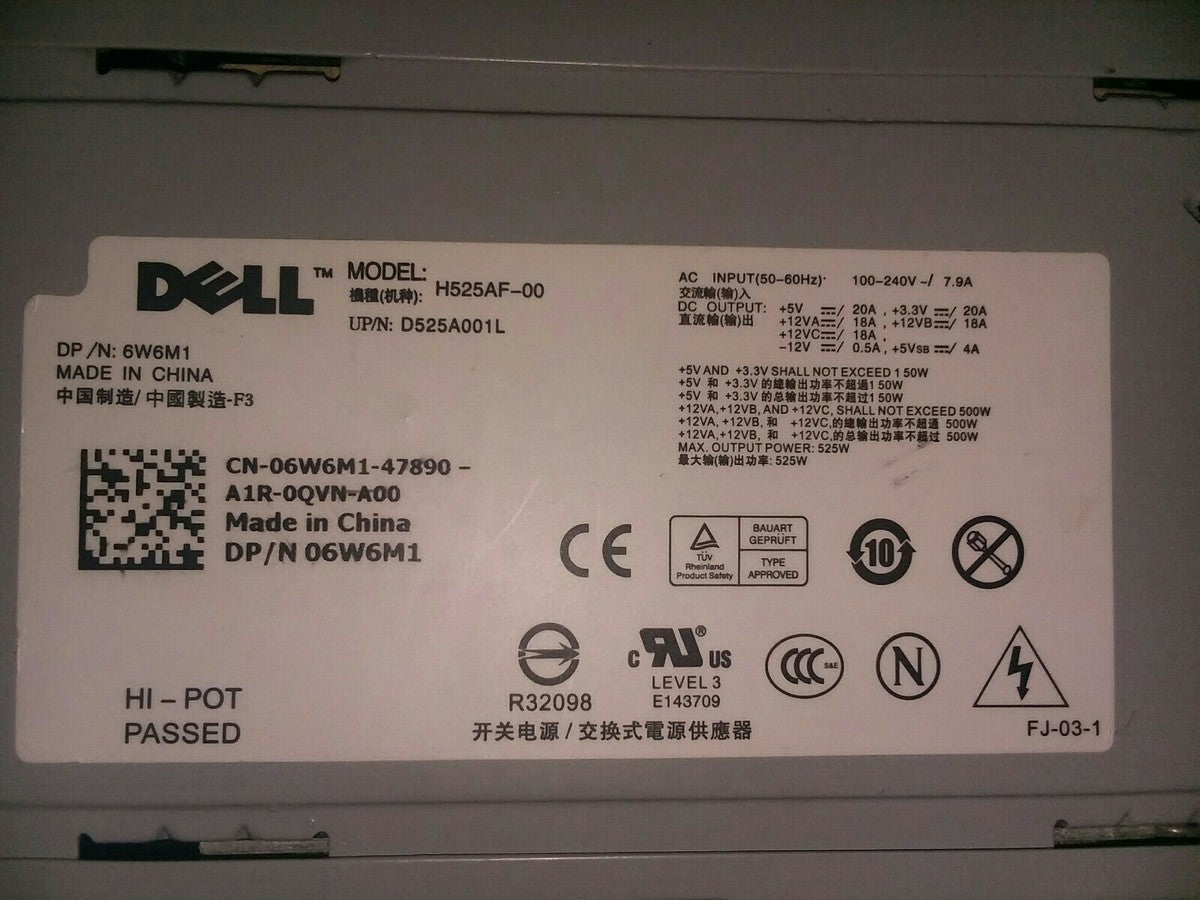 DELL™
MODEL: H525AF-00
機種(机种):
UP/N: D525A001L
DP /N: 6W6M1
MADE IN CHINA
中国制造/ 中國製造-F3
CN-06W6M1-47890 –
A1R-0QVN-A00
Made in China
DP/N 06W6M1
HI – POT
PASSED
AC INPUT(50–60Hz): 100-240V ~/ 7.9A
交流輸(输)入
DC OUTPUT: +5V ⎓/ 20A , +3.3V ⎓/ 20A
直流輸(输)出 +12VA⎓/ 18A , +12VB⎓/ 18A
+12VC⎓/ 18A ,
–12V ⎓/ 0.5A , +5VSB ⎓/ 4A
+5V AND +3.3V SHALL NOT EXCEED 150W
+5V 和 +3.3V 的總輸出功率不超過150W
+5V 和 +3.3V 的总输出功率不超过150W
+12VA,+12VB, AND +12VC, SHALL NOT EXCEED 500W
+12VA, +12VB, 和 +12VC,的總輸出功率不超過 500W
+12VA,+12VB, 和 +12VC,的总输出功率不超过 500W
MAX. OUTPUT POWER: 525W
最大输(输)出功率: 525W
CE
TÜV
Rheinland
Product Safety
BAUART
GEPRÜFT
TYPE
APPROVED
10
R32098
c RU® US
LEVEL 3
E143709
CCC S&E
N
开关电源 / 交换式電源供應器
FJ-03-1